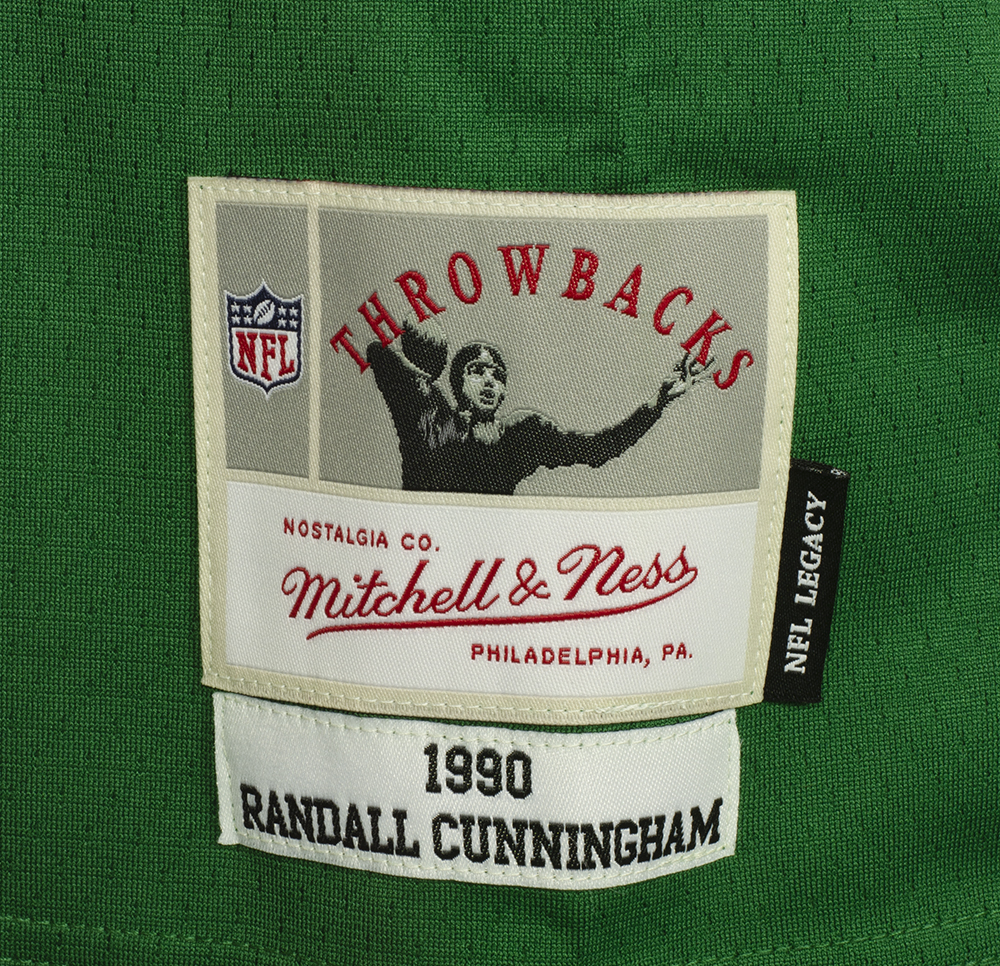 THROWBACKS
NFL
NOSTALGIA CO.
Mitchell & Ness
PHILADELPHIA, PA.
NFL LEGACY
1990
RANDALL CUNNINGHAM